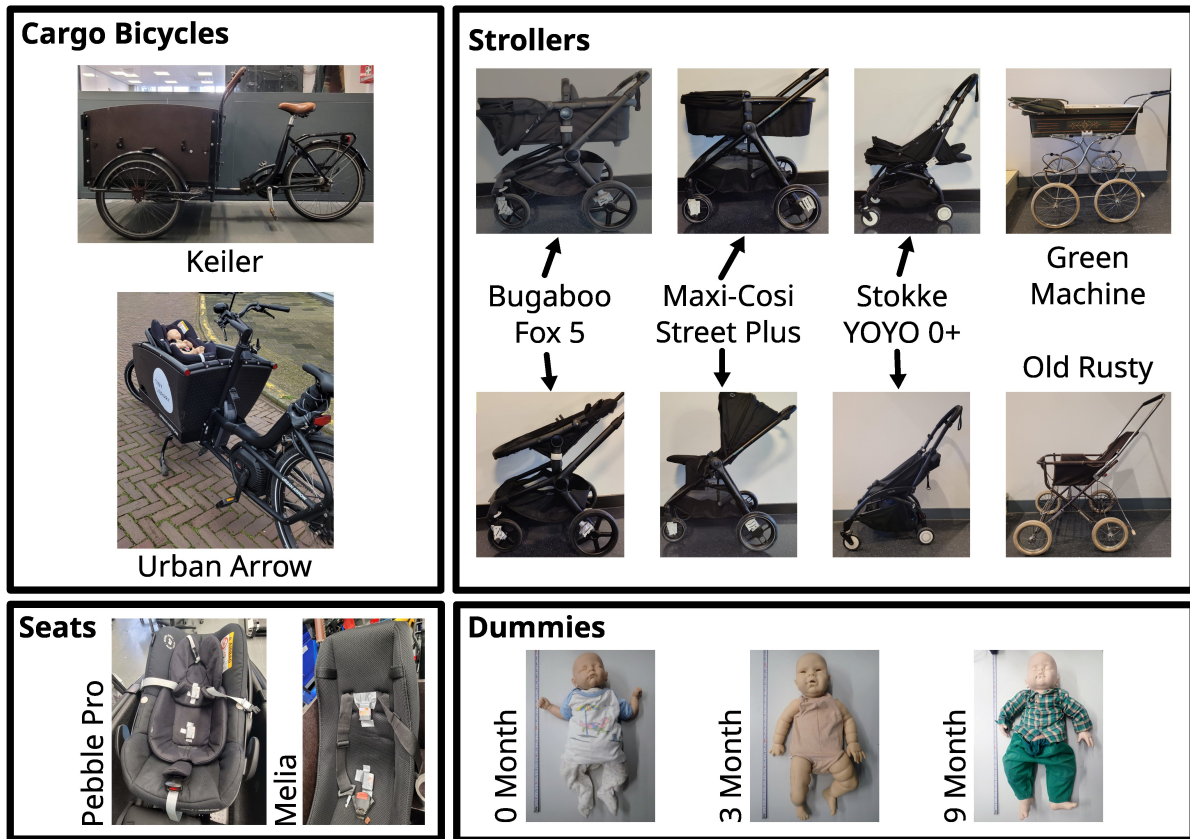 Cargo Bicycles
Keiler
Urban Arrow
Strollers
Bugaboo
Fox 5
Maxi-Cosi
Street Plus
Stokke
YOYO 0+
Green
Machine
Old Rusty
Seats
Pebble Pro
Melia
Dummies
0 Month
3 Month
9 Month